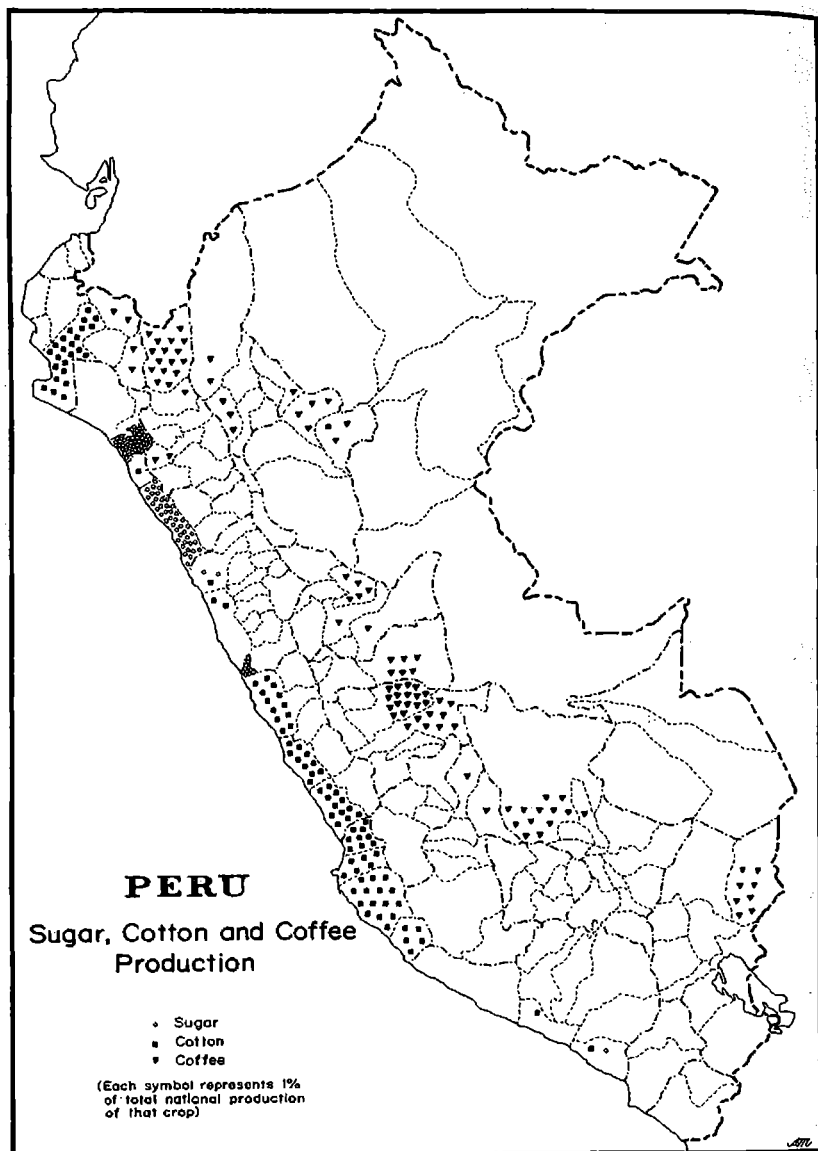 PERU
Sugar, Cotton and Coffee
Production
Sugar
Cotton
Coffee
(Each symbol represents 1%
of total national production
of that crop)